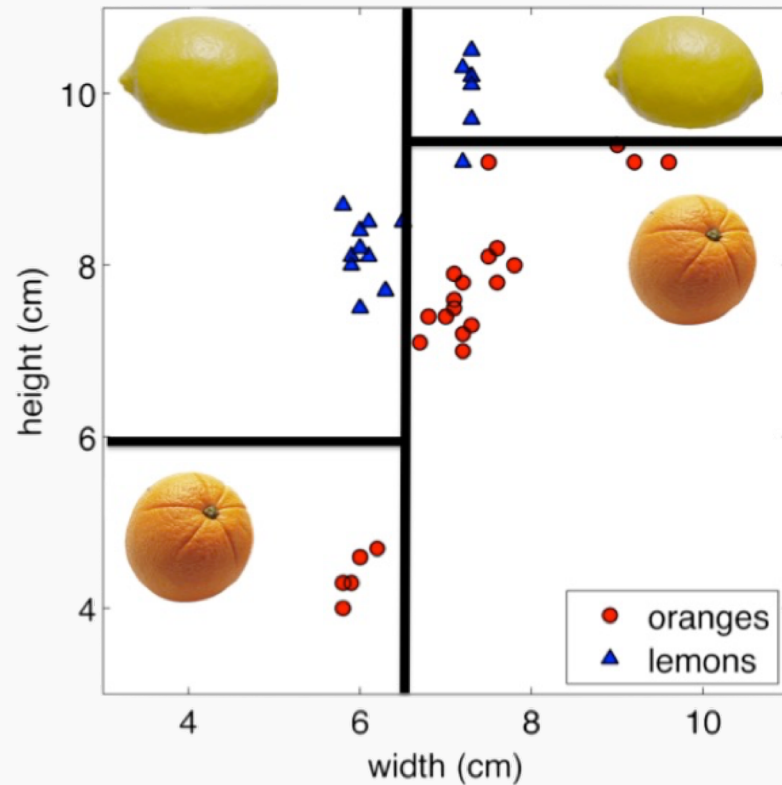 10
8
6
4
height (cm)
oranges
lemons
4 6 8 10
width (cm)